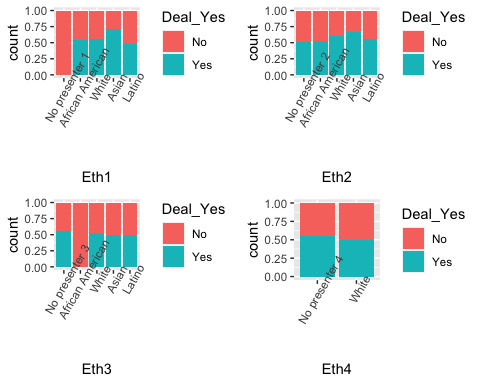 count
1.00
0.75
0.50
0.25
0.00
No presenter 1
African American
White
Asian
Latino
Eth1
Deal_Yes
No
Yes
count
1.00
0.75
0.50
0.25
0.00
No presenter 2
African American
White
Asian
Latino
Eth2
Deal_Yes
No
Yes
count
1.00
0.75
0.50
0.25
0.00
No presenter 3
African American
White
Asian
Latino
Eth3
Deal_Yes
No
Yes
count
1.00
0.75
0.50
0.25
0.00
No presenter 4
White
Eth4
Deal_Yes
No
Yes